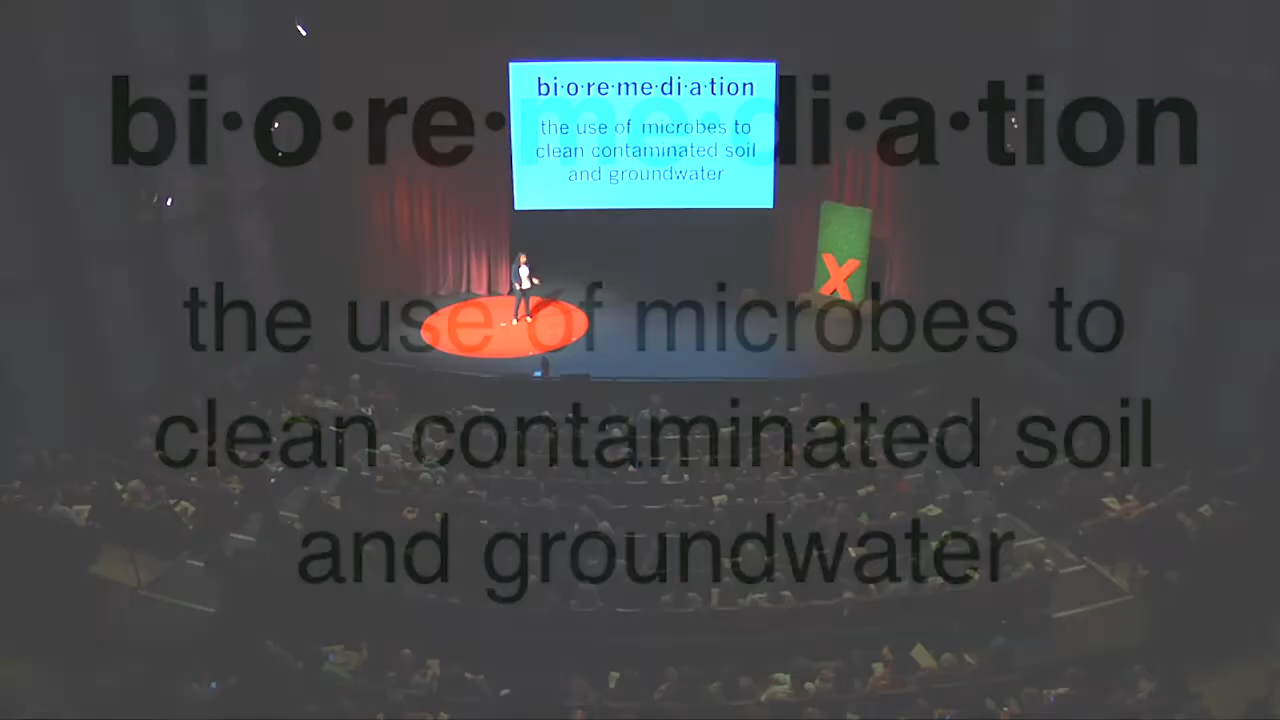 bi·o·re·me·di·a·tion
the use of microbes to
clean contaminated soil
and groundwater
X
bi·o·re·me·di·a·tion
the use of microbes to
clean contaminated soil
and groundwater